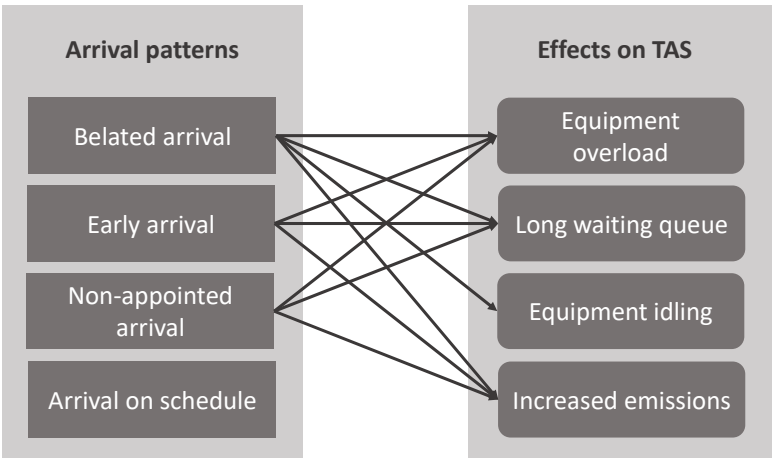 Arrival patterns
Belated arrival
Early arrival
Non-appointed
arrival
Arrival on schedule
Effects on TAS
Equipment
overload
Long waiting queue
Equipment idling
Increased emissions